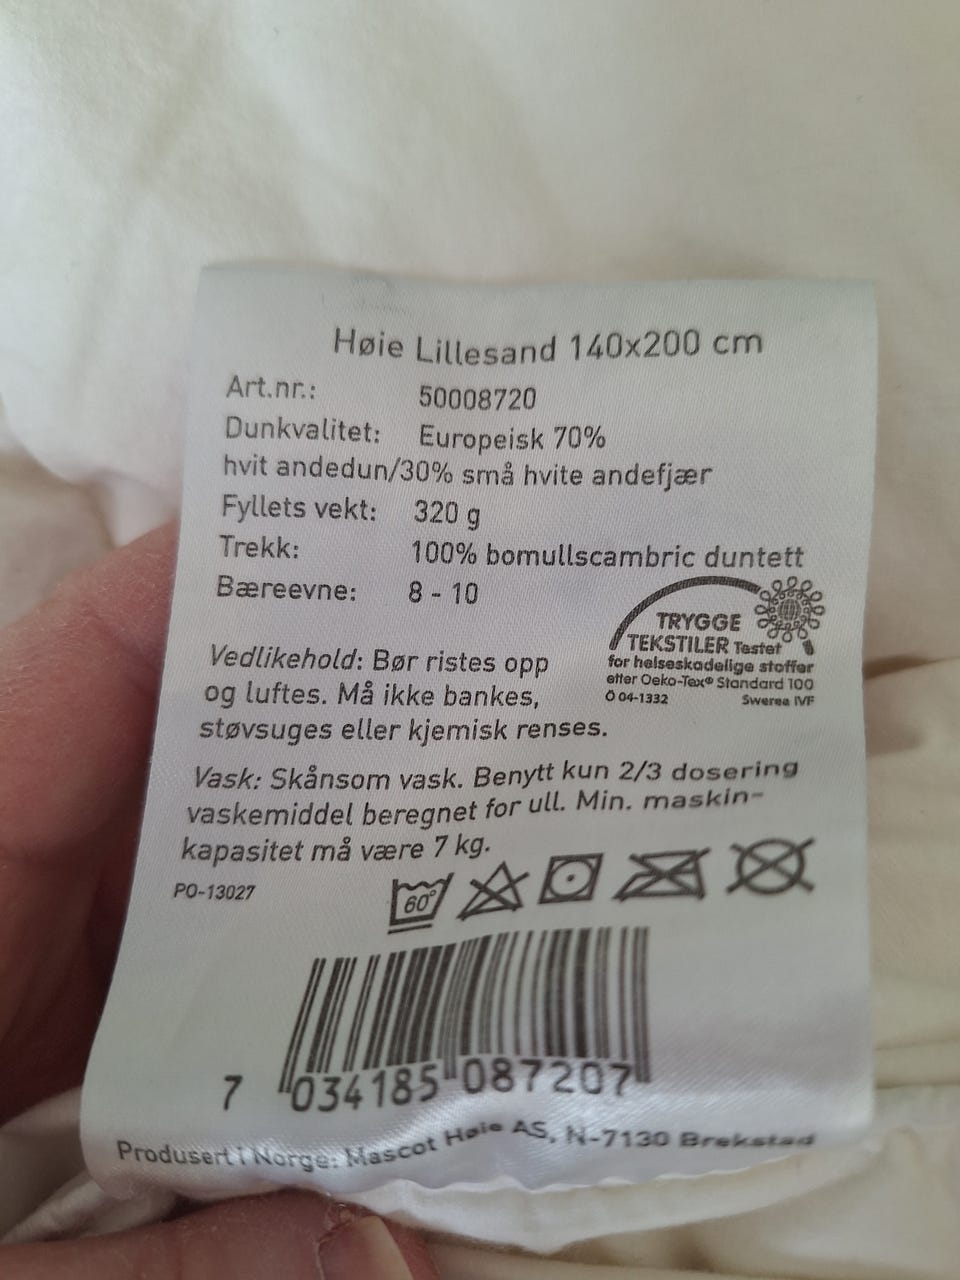 Høie Lillesand 140x200 cm
Art.nr.: 50008720
Dunkvalitet: Europeisk 70%
hvit andedun/30% små hvite andefjær
Fyllets vekt: 320 g
Trekk: 100% bomullscambric duntett
Bæreevne: 8 - 10
TRYGGE
TEKSTILER Testet
for helseskadelige stoffer
etter Oeko-Tex® Standard 100
Ö 04-1332 Swerea IVF
Vedlikehold: Bør ristes opp
og luftes. Må ikke bankes,
støvsuges eller kjemisk renses.
Vask: Skånsom vask. Benytt kun 2/3 dosering
vaskemiddel beregnet for ull. Min. maskin-
kapasitet må være 7 kg.
PO-13027
60°
7 034185 087207
Produsert i Norge: Mascot Høie AS, N-7130 Brekstad